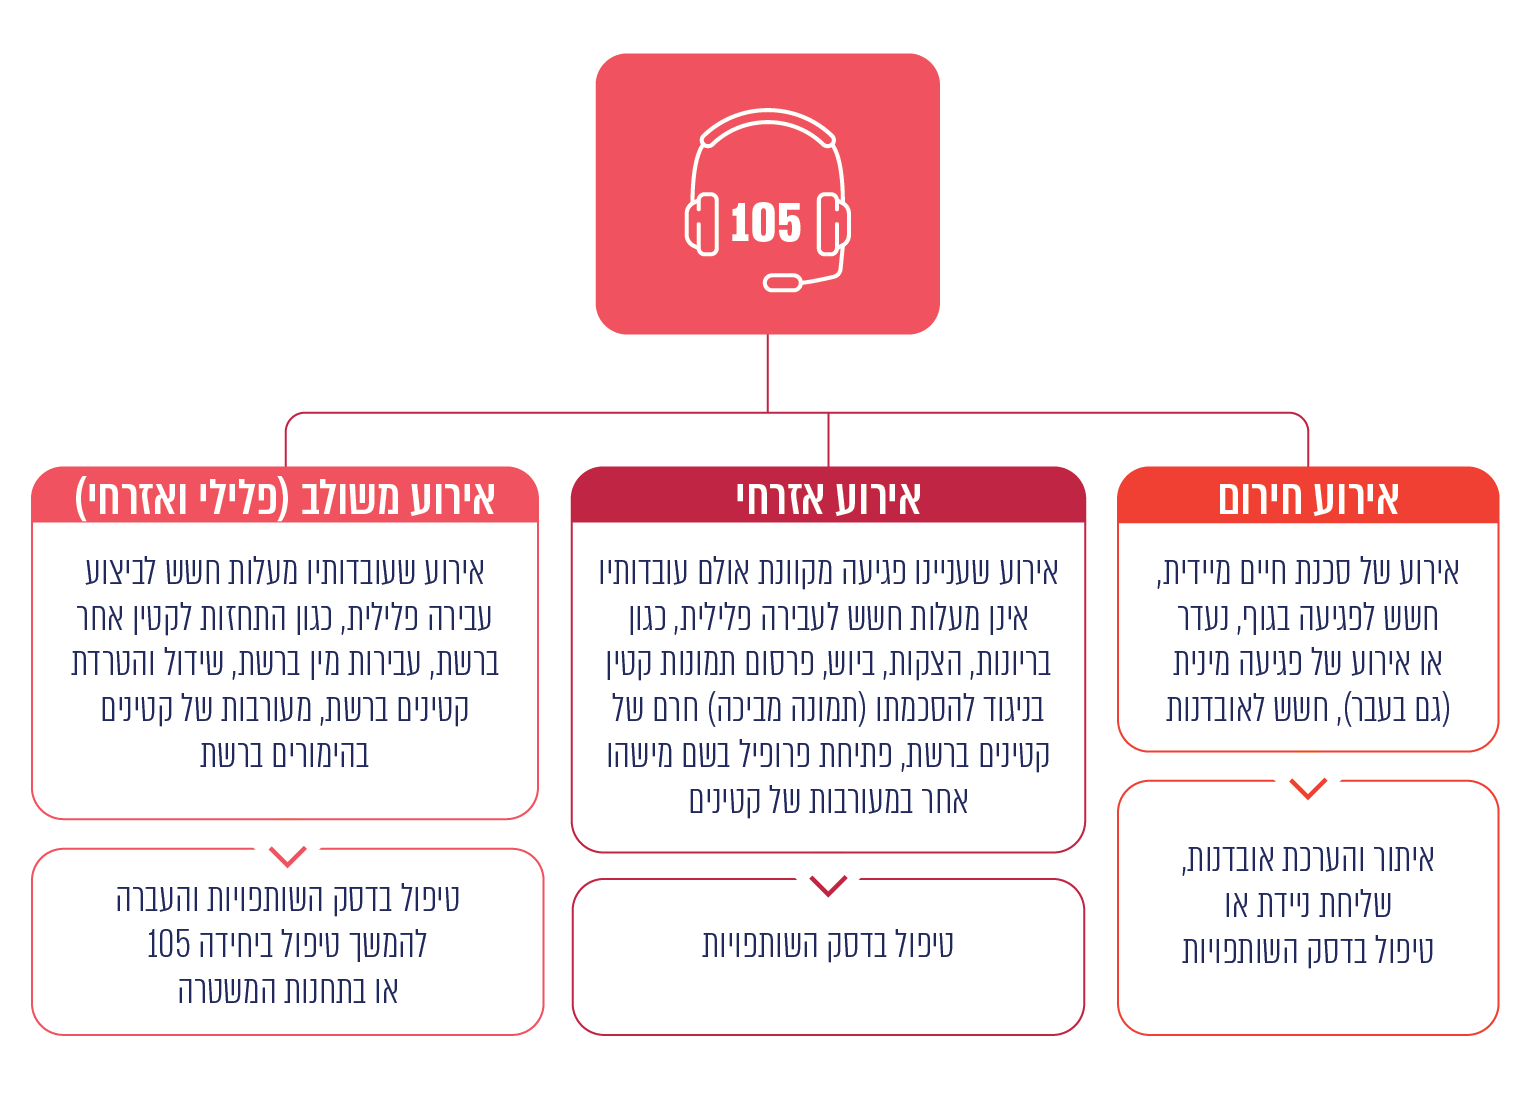 105
אירוע חירום
אירוע של סכנת חיים מיידית,
חשש לפגיעה בגוף, נעדר
או אירוע של פגיעה מינית
(גם בעבר), חשש לאובדנות
איתור והערכת אובדנות,
שליחת ניידת או
טיפול בדסק השותפויות
אירוע אזרחי
אירוע שעניינו פגיעה מקוונת אולם עובדותיו
אינן מעלות חשש לעבירה פלילית, כגון
בריונות, הצקות, ביוש, פרסום תמונות קטין
בניגוד להסכמתו (תמונה מביכה) חרם של
קטינים ברשת, פתיחת פרופיל בשם מישהו
אחר במעורבות של קטינים
טיפול בדסק השותפויות
אירוע משולב (פלילי ואזרחי)
אירוע שעובדותיו מעלות חשש לביצוע
עבירה פלילית, כגון התחזות לקטין אחר
ברשת, עבירות מין ברשת, שידול והטרדת
קטינים ברשת, מעורבות של קטינים
בהימורים ברשת
טיפול בדסק השותפויות והעברה
להמשך טיפול ביחידה 105
או בתחנות המשטרה